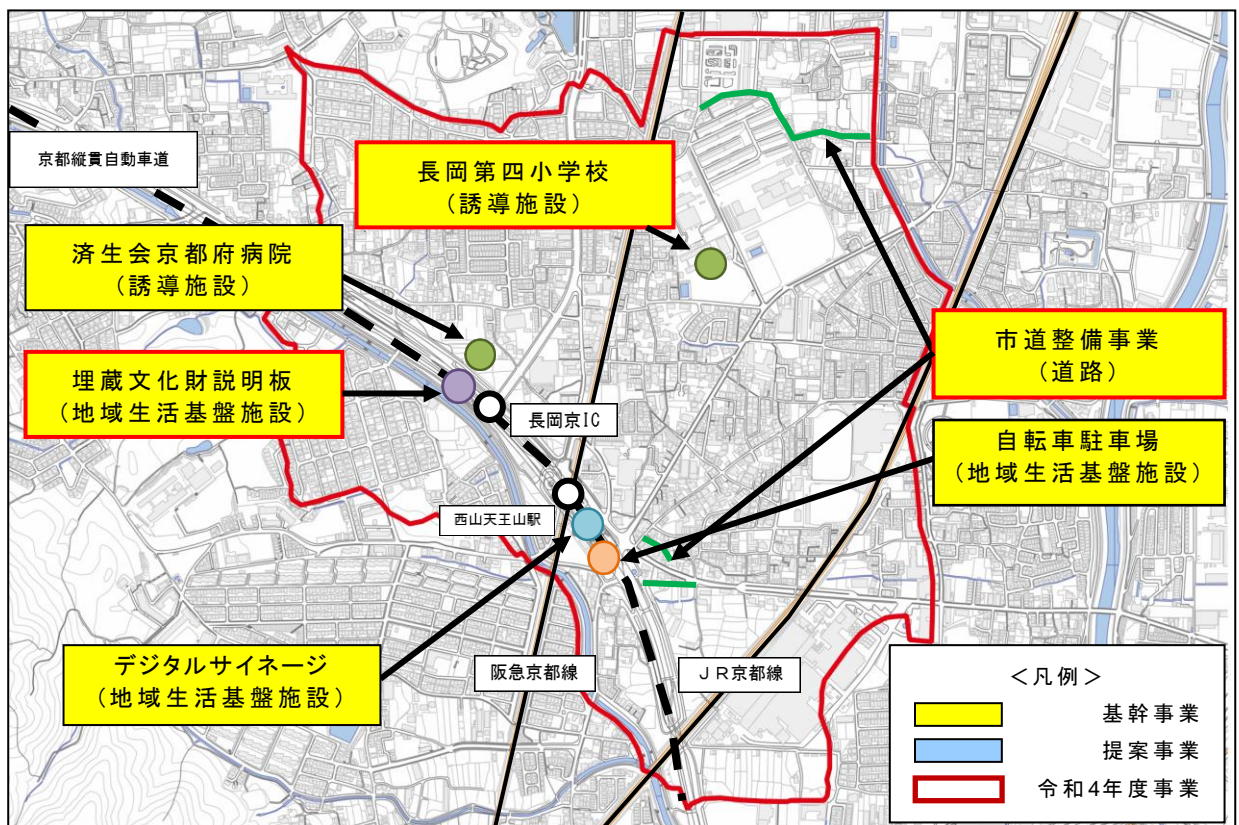 京都縦貫自動車道
長岡第四小学校
(誘導施設)
済生会京都府病院
(誘導施設)
埋蔵文化財説明板
(地域生活基盤施設)
市道整備事業
(道路)
長岡京IC
自転車駐車場
(地域生活基盤施設)
西山天王山駅
デジタルサイネージ
(地域生活基盤施設)
阪急京都線
ＪＲ京都線
＜凡例＞
基幹事業
提案事業
令和4年度事業